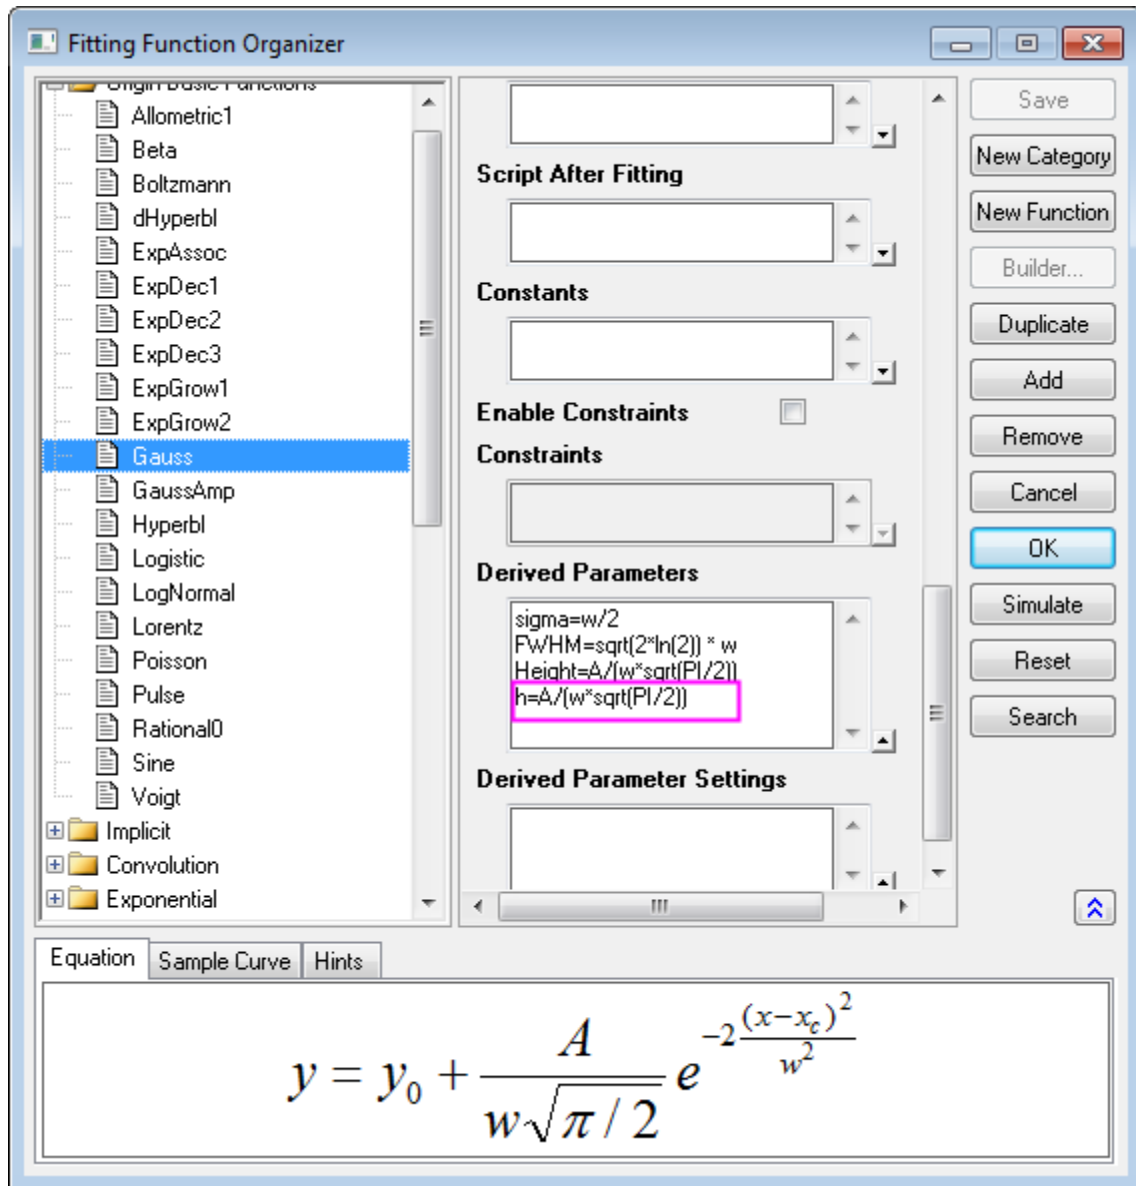 Fitting Function Organizer
Origin Basic Functions
Allometric1
Beta
Boltzmann
dHyperbl
ExpAssoc
ExpDec1
ExpDec2
ExpDec3
ExpGrow1
ExpGrow2
Gauss
GaussAmp
Hyperbl
Logistic
LogNormal
Lorentz
Poisson
Pulse
Rational0
Sine
Voigt
Implicit
Convolution
Exponential
Script After Fitting
Constants
Enable Constraints
Constraints
Derived Parameters
sigma=w/2
FWHM=sqrt(2*ln(2)) * w
Height=A/(w*sqrt(PI/2))
h=A/(w*sqrt(PI/2))
Derived Parameter Settings
Save
New Category
New Function
Builder...
Duplicate
Add
Remove
Cancel
OK
Simulate
Reset
Search
Equation Sample Curve Hints
y = y₀ + A / (w√(π / 2)) e^(−2(x−x_c)²/w²)